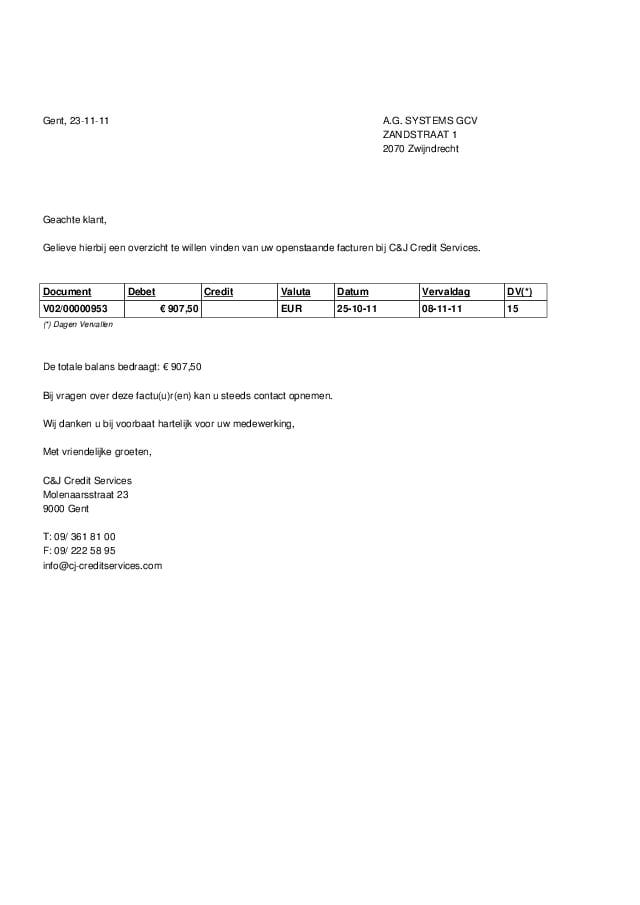 Gent, 23-11-11
A.G. SYSTEMS GCV
ZANDSTRAAT 1
2070 Zwijndrecht
Geachte klant,
Gelieve hierbij een overzicht te willen vinden van uw openstaande facturen bij C&J Credit Services.
Document Debet Credit Valuta Datum Vervaldag DV(*)
V02/00000953 € 907,50 EUR 25-10-11 08-11-11 15
(*) Dagen Vervallen
De totale balans bedraagt: € 907,50
Bij vragen over deze factu(u)r(en) kan u steeds contact opnemen.
Wij danken u bij voorbaat hartelijk voor uw medewerking,
Met vriendelijke groeten,
C&J Credit Services
Molenaarsstraat 23
9000 Gent
T: 09/ 361 81 00
F: 09/ 222 58 95
info@cj-creditservices.com